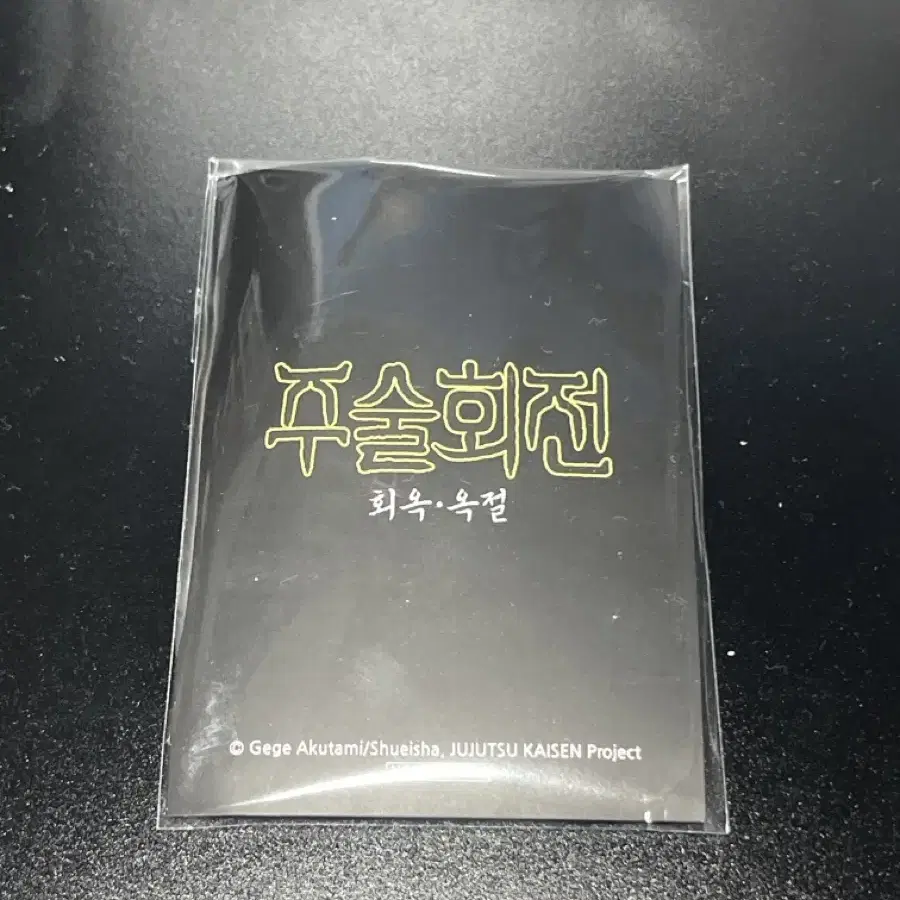 주술회전
회옥·옥절
© Gege Akutami/Shueisha, JUJUTSU KAISEN Project